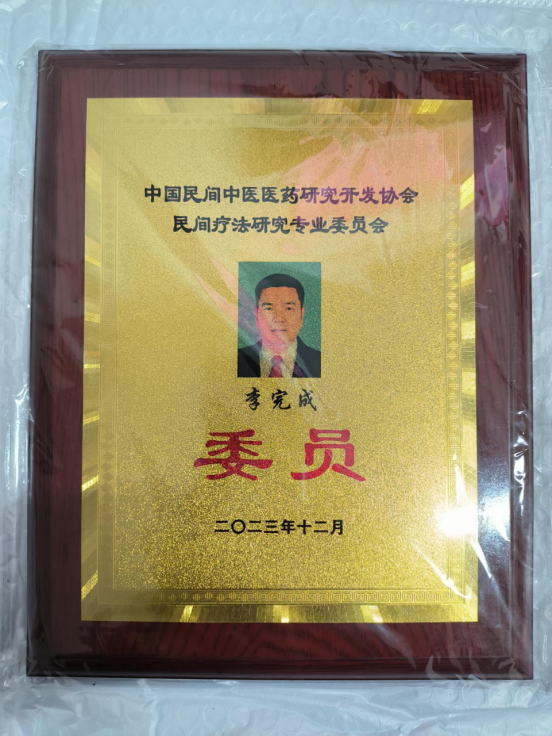 中国民间中医医药研究开发协会
民间疗法研究专业委员会
李完成
委员
二〇二三年十二月